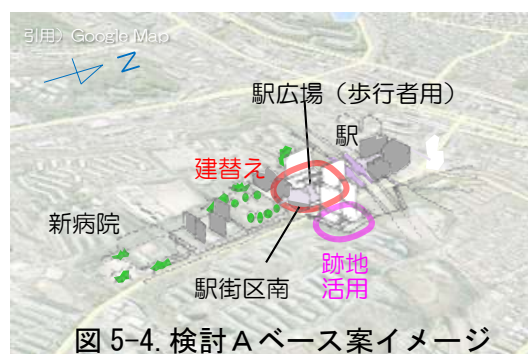 引用）Google Map
N
駅広場（歩行者用）
駅
建替え
新病院
跡地
活用
駅街区南
図 5-4.検討Aベース案イメージ